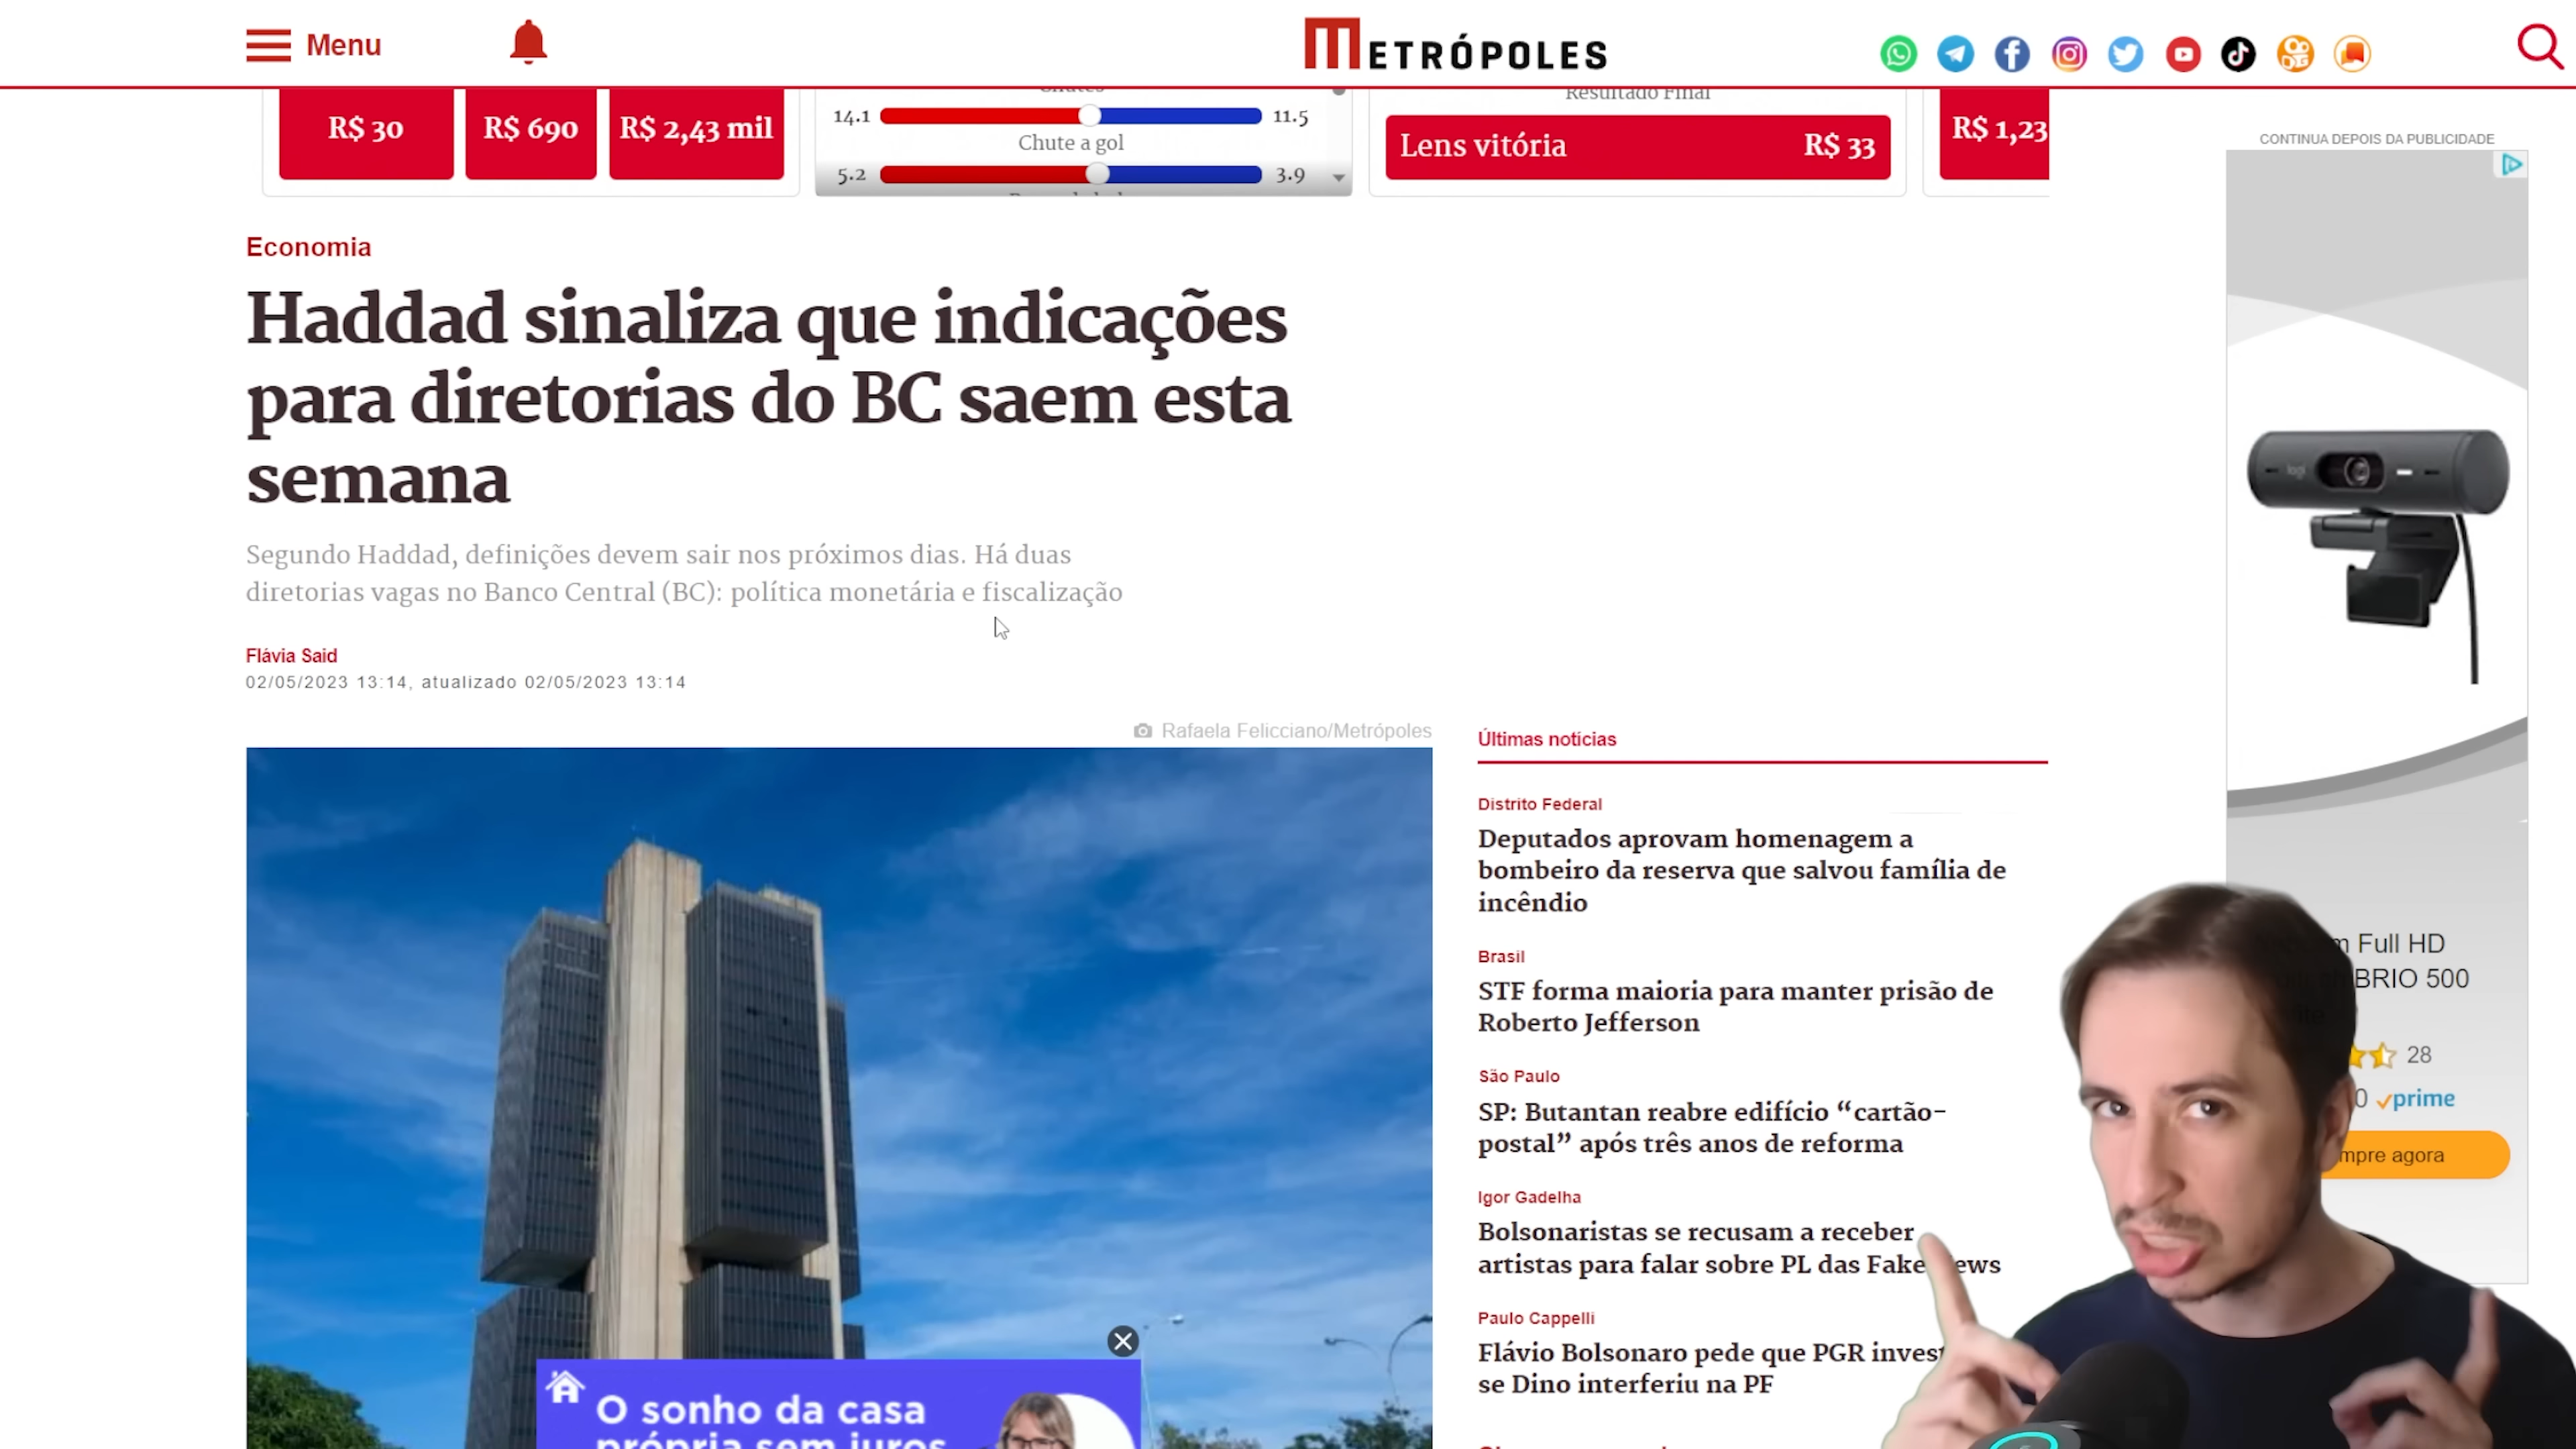 Menu
METRÓPOLES
R$ 30
R$ 690
R$ 2,43 mil
14.1
11.5
Chute a gol
5.2
3.9
Resultado Final
Lens vitória
R$ 33
R$ 1,23
CONTINUA DEPOIS DA PUBLICIDADE
Economia
Haddad sinaliza que indicações
para diretorias do BC saem esta
semana
Segundo Haddad, definições devem sair nos próximos dias. Há duas
diretorias vagas no Banco Central (BC): política monetária e fiscalização
Flávia Said
02/05/2023 13:14, atualizado 02/05/2023 13:14
Rafaela Felicciano/Metrópoles
Últimas notícias
Distrito Federal
Deputados aprovam homenagem a
bombeiro da reserva que salvou família de
incêndio
Brasil
STF forma maioria para manter prisão de
Roberto Jefferson
São Paulo
SP: Butantan reabre edifício “cartão-
postal” após três anos de reforma
Igor Gadelha
Bolsonaristas se recusam a receber
artistas para falar sobre PL das Fake
Paulo Cappelli
Flávio Bolsonaro pede que PGR
se Dino interferiu na PF
logi
Full HD
BRIO 500
28
prime
agora
O sonho da casa
própria sem juros